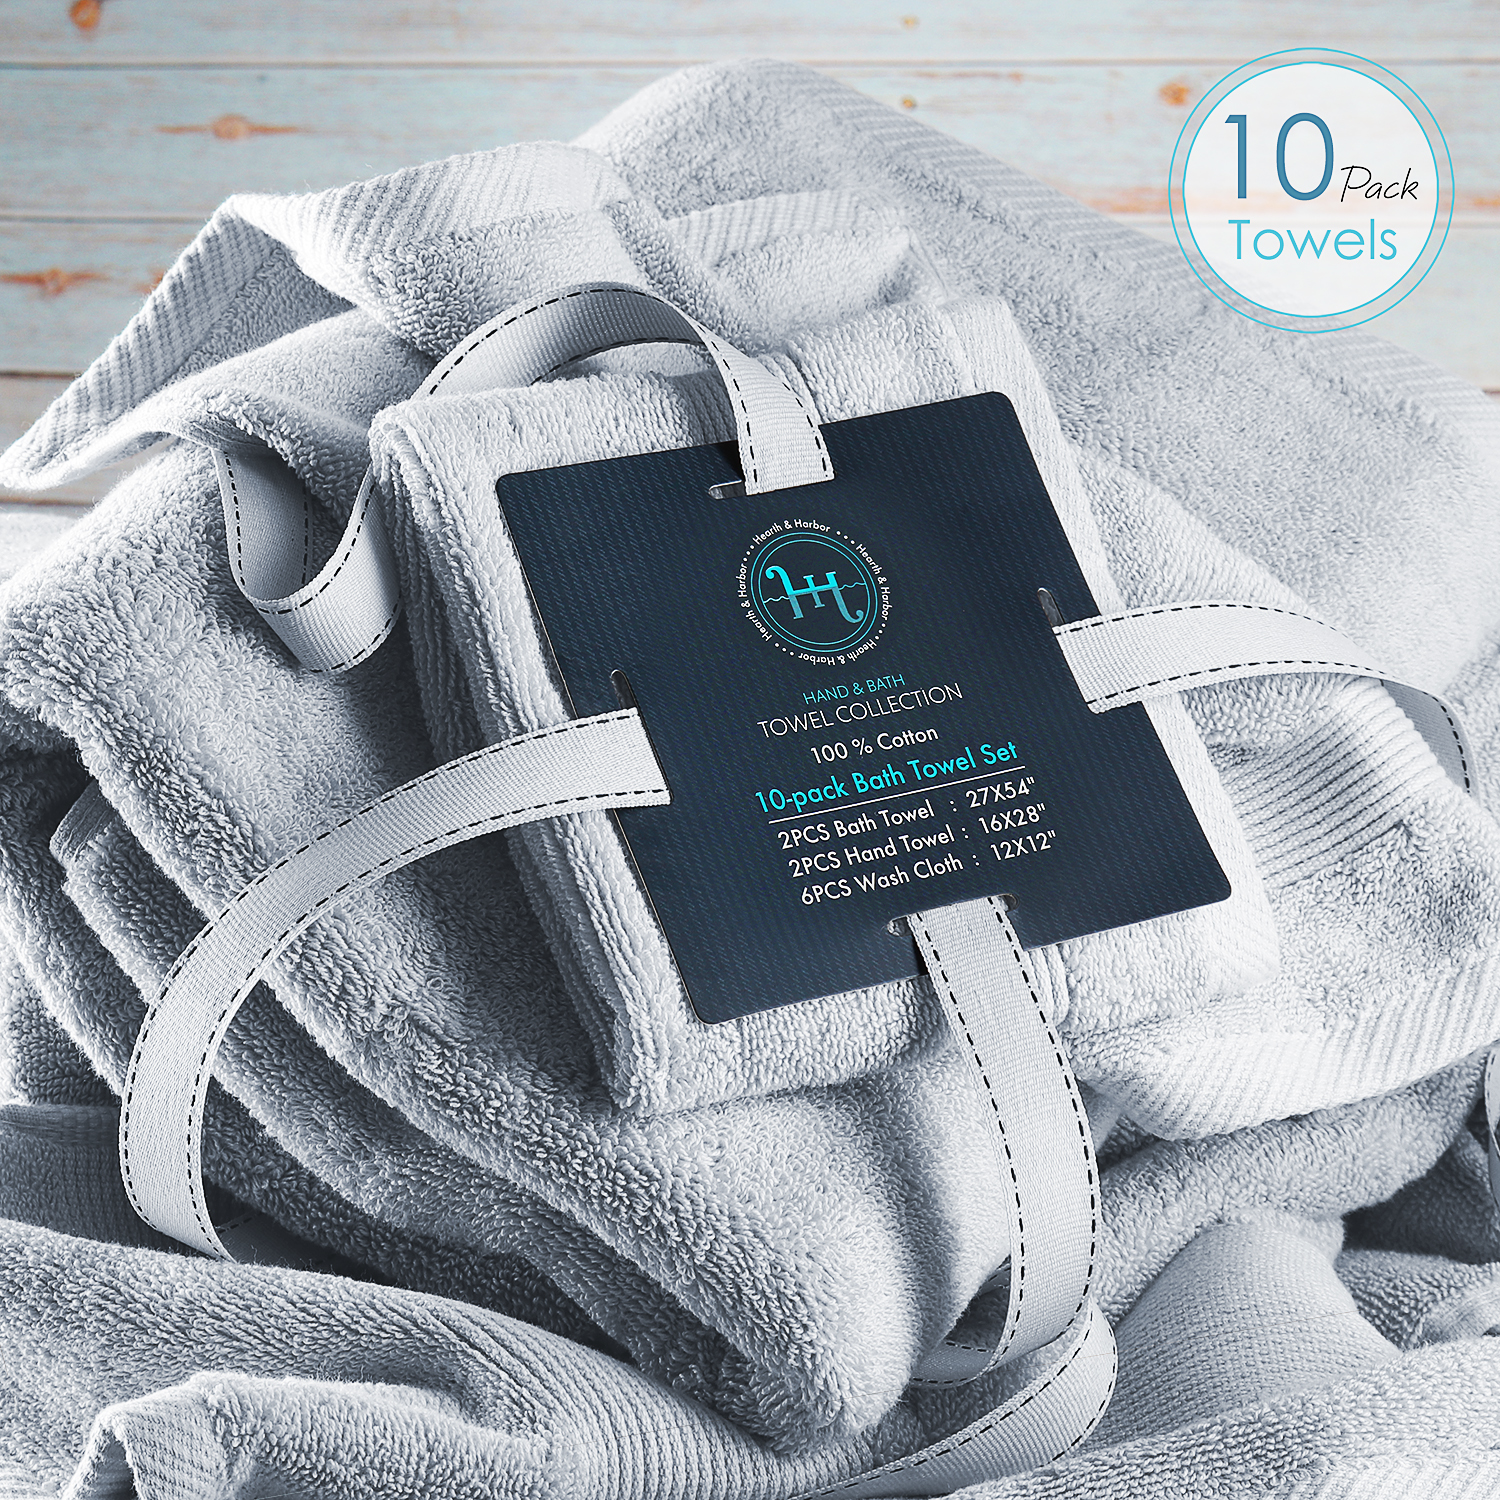 10 Pack
Towels
Hearth & Harbor
Hearth & Harbor
Hearth & Harbor
Hearth & Harbor
HH
HAND & BATH
TOWEL COLLECTION
100 % Cotton
10-pack Bath Towel Set
2PCS Bath Towel : 27X54"
2PCS Hand Towel : 16X28"
6PCS Wash Cloth : 12X12"